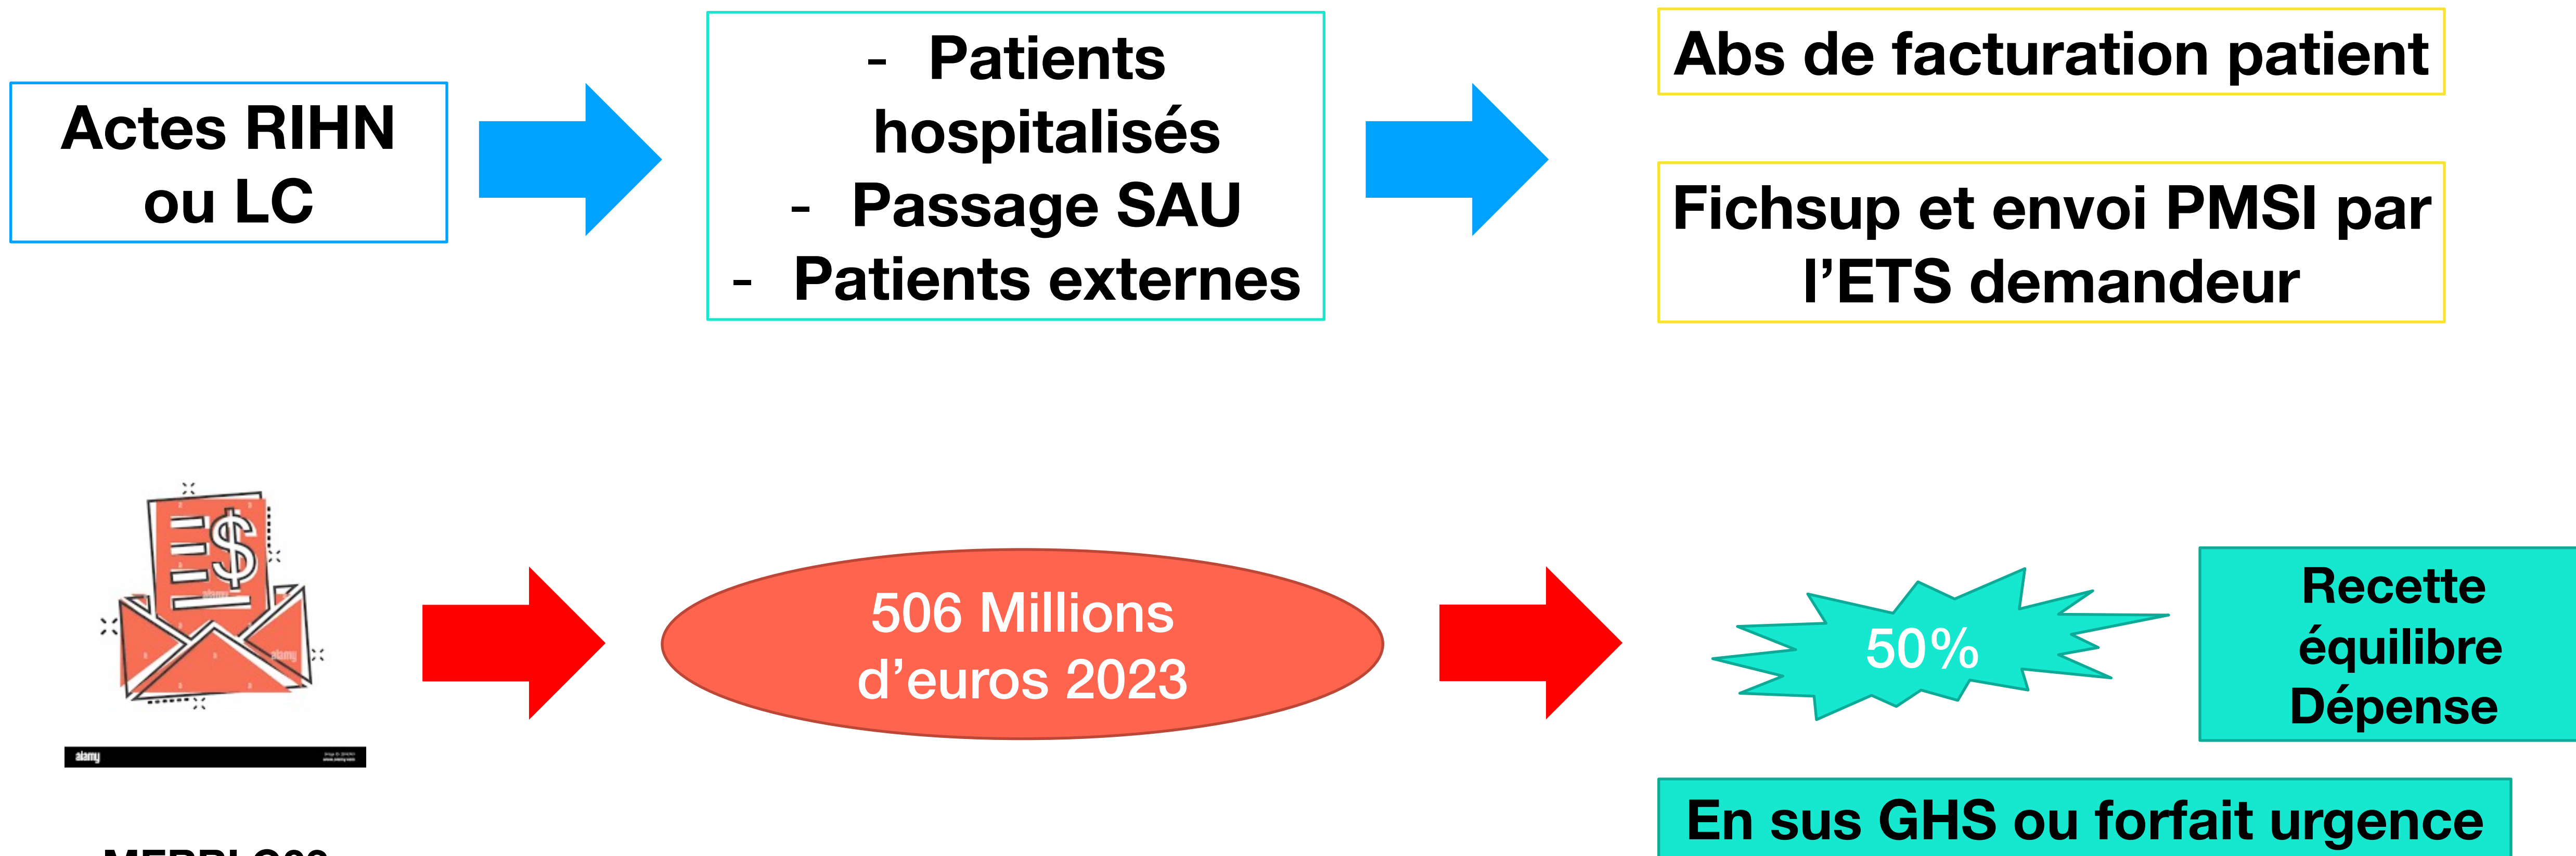 Actes RIHN
ou LC
- Patients
hospitalisés
- Passage SAU
- Patients externes
Abs de facturation patient
Fichsup et envoi PMSI par
l’ETS demandeur
$
alamy
506 Millions
d’euros 2023
50%
Recette
équilibre
Dépense
En sus GHS ou forfait urgence